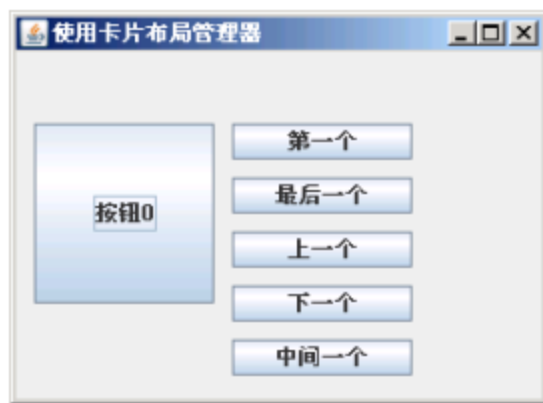 使用卡片布局管理器
按钮0
第一个
最后一个
上一个
下一个
中间一个